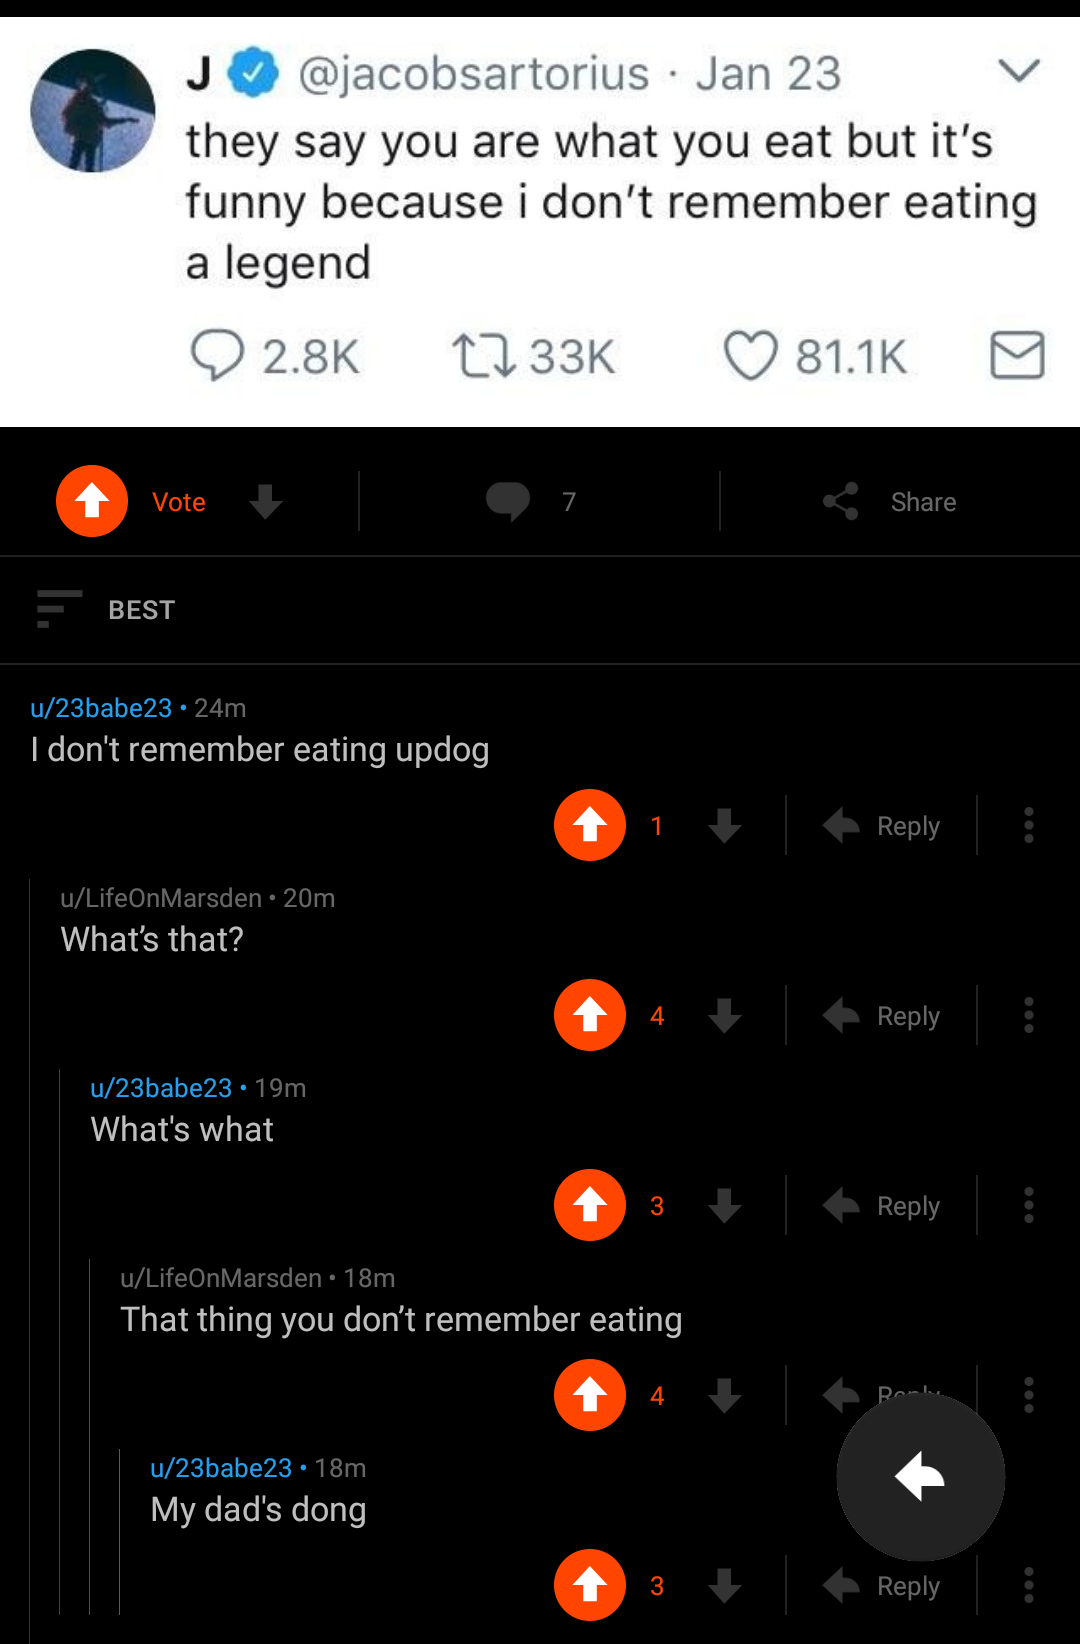 J @jacobsartorius · Jan 23
they say you are what you eat but it's
funny because i don't remember eating
a legend
2.8K 33K 81.1K
Vote 7 Share
BEST
u/23babe23 • 24m
I don't remember eating updog
1 Reply
u/LifeOnMarsden • 20m
What's that?
4 Reply
u/23babe23 • 19m
What's what
3 Reply
u/LifeOnMarsden • 18m
That thing you don't remember eating
4 Reply
u/23babe23 • 18m
My dad's dong
3 Reply